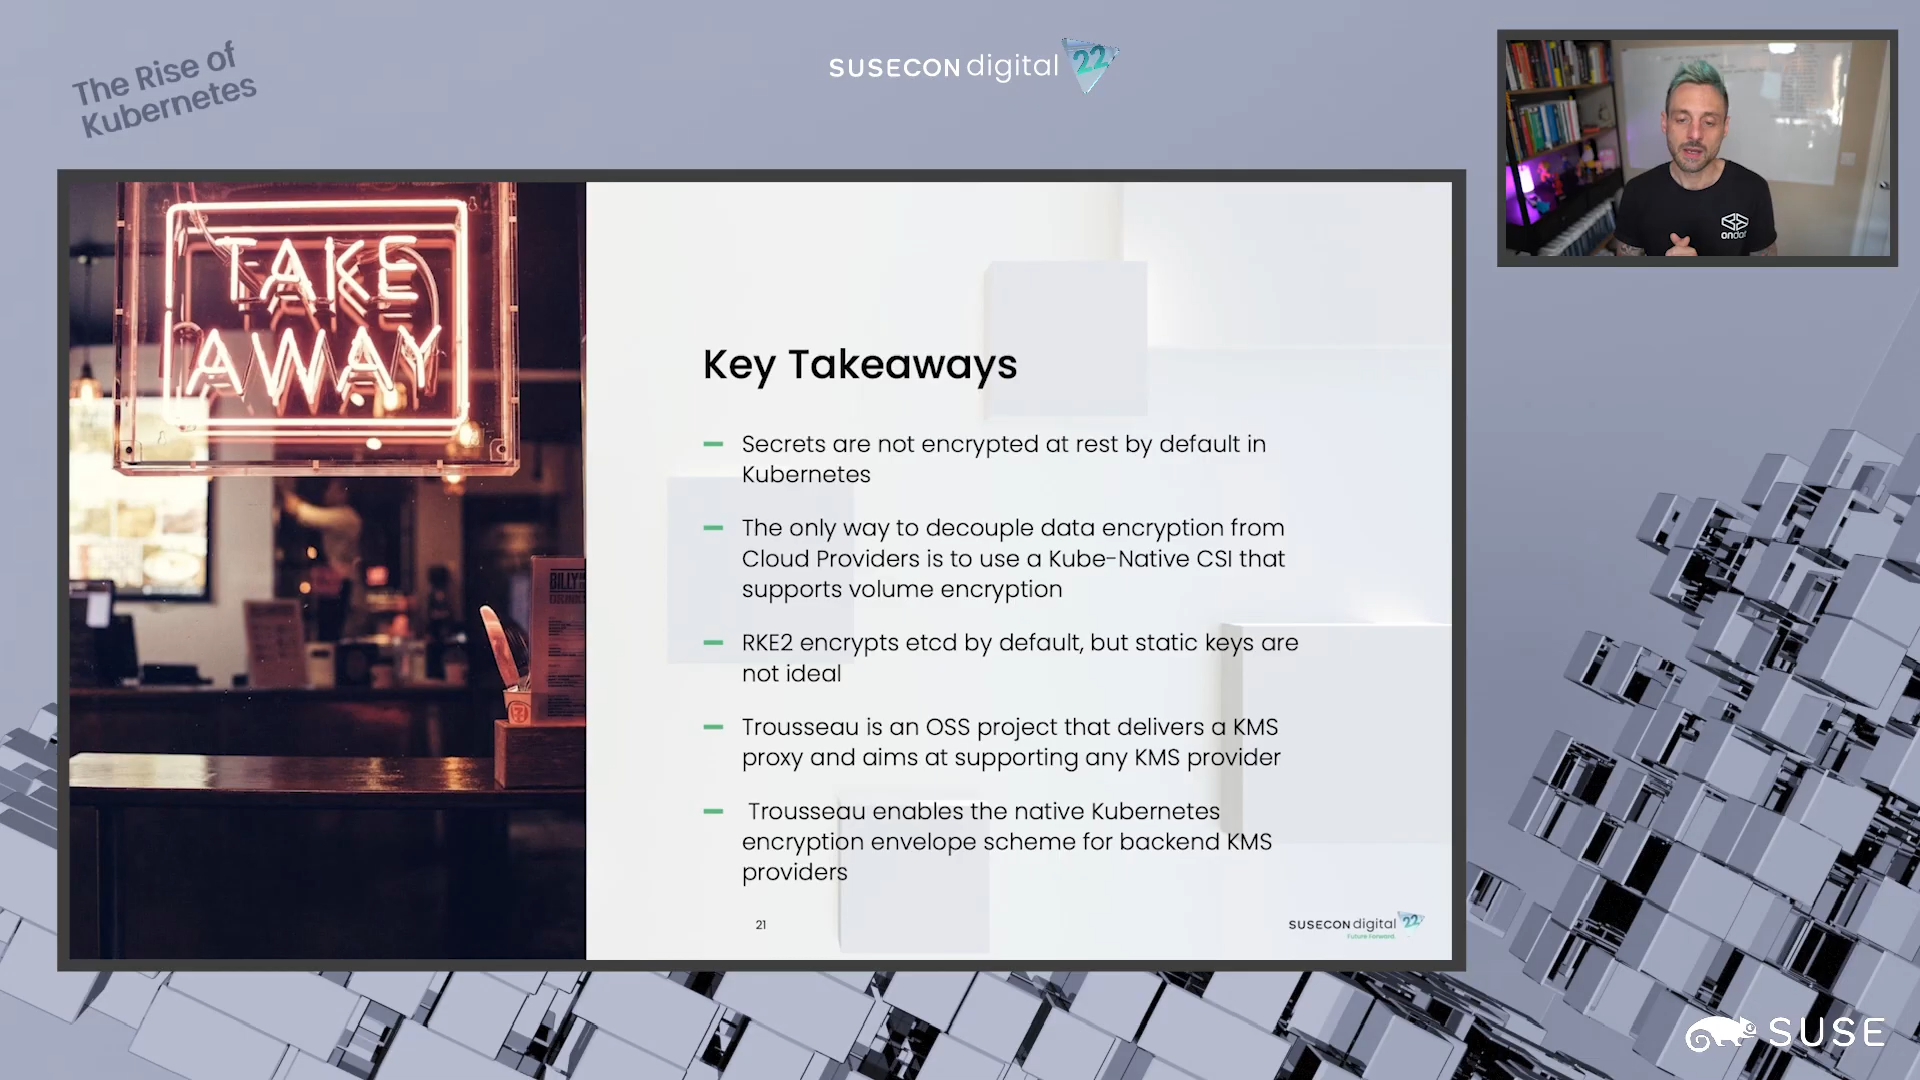 The Rise of
Kubernetes
SUSECON digital 22
ondat
TAKE
AWAY
Key Takeaways
Secrets are not encrypted at rest by default in
Kubernetes
The only way to decouple data encryption from
Cloud Providers is to use a Kube-Native CSI that
supports volume encryption
RKE2 encrypts etcd by default, but static keys are
not ideal
Trousseau is an OSS project that delivers a KMS
proxy and aims at supporting any KMS provider
Trousseau enables the native Kubernetes
encryption envelope scheme for backend KMS
providers
21
SUSECON digital 22
Future Forward.
SUSE